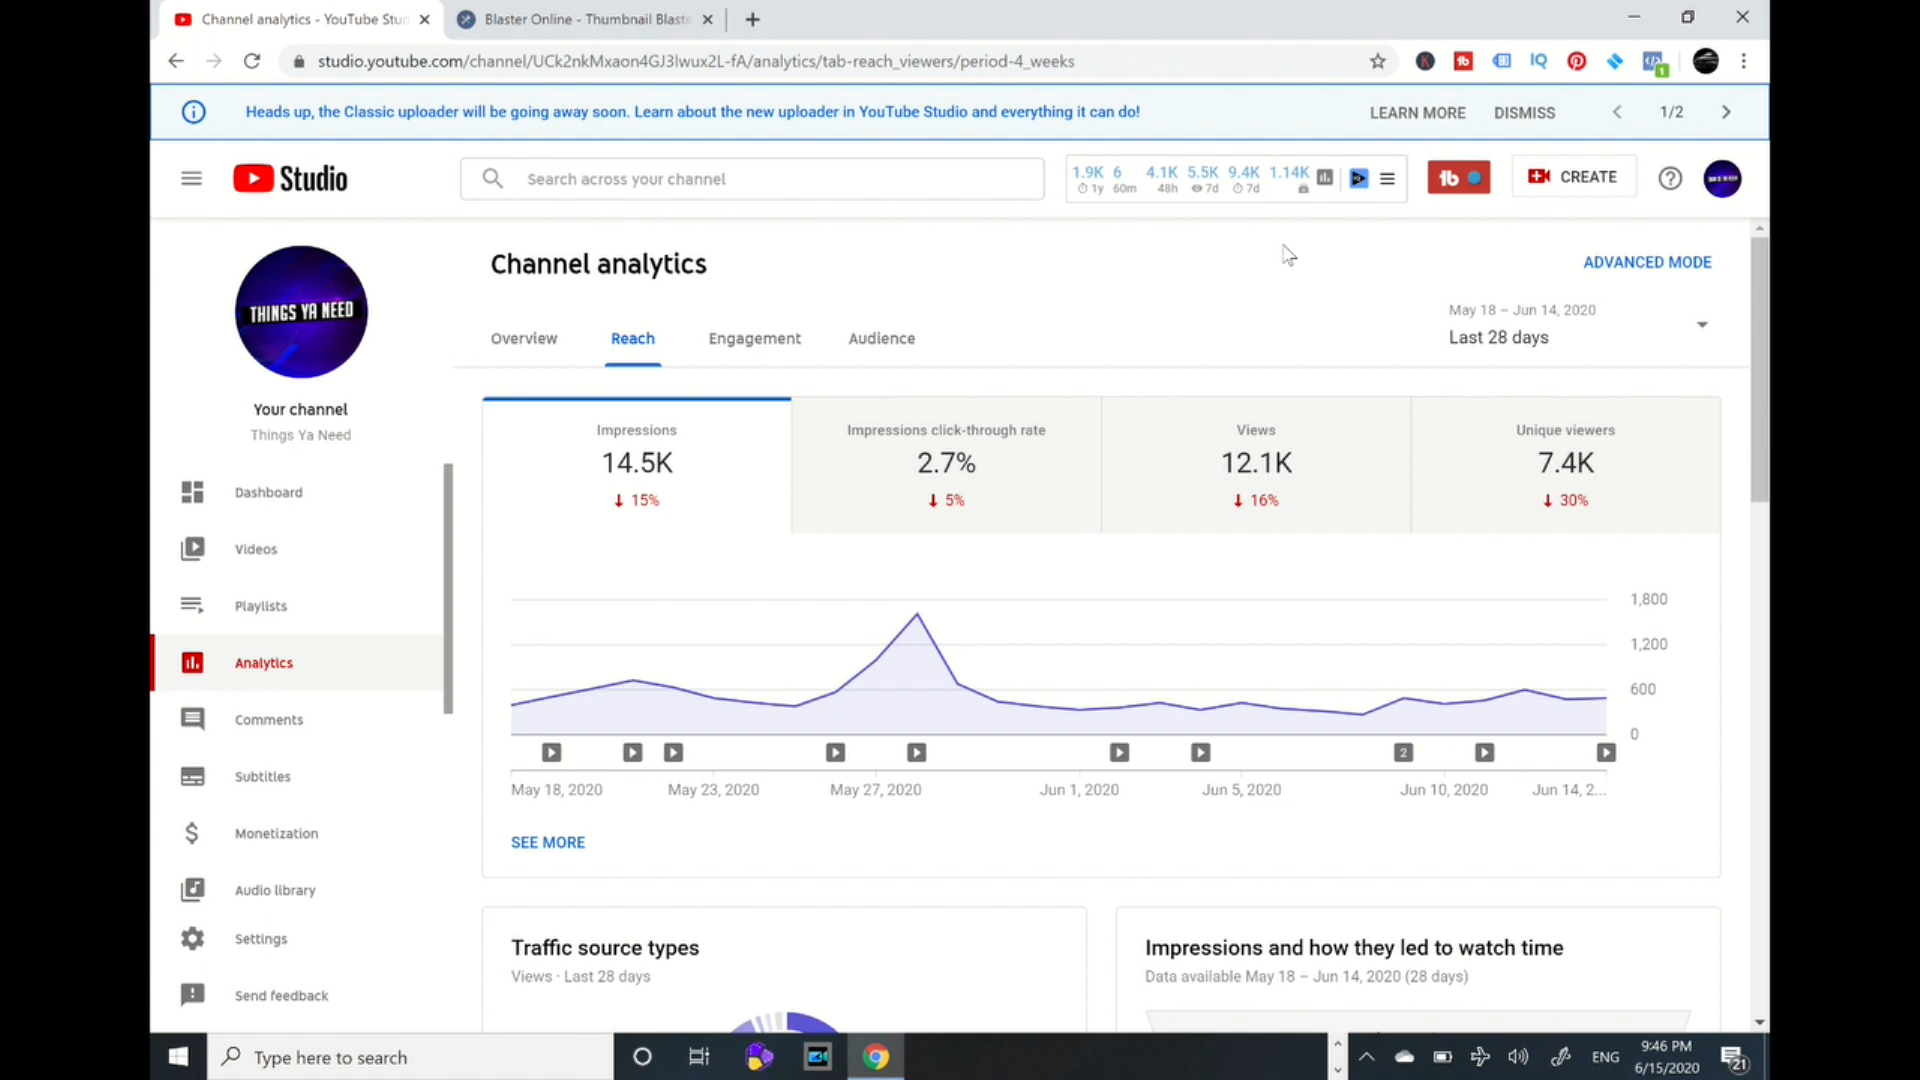 Channel analytics - YouTube Stud
Blaster Online - Thumbnail Blaste
studio.youtube.com/channel/UCk2nkMxaon4GJ3lwux2L-fA/analytics/tab-reach_viewers/period-4_weeks
Heads up, the Classic uploader will be going away soon. Learn about the new uploader in YouTube Studio and everything it can do!
LEARN MORE
DISMISS
1/2
Studio
Search across your channel
1.9K 6 4.1K 5.5K 9.4K 1.14K
1y 60m 48h 7d 7d
CREATE
THINGS YA NEED
Your channel
Things Ya Need
Dashboard
Videos
Playlists
Analytics
Comments
Subtitles
Monetization
Audio library
Settings
Send feedback
Channel analytics
ADVANCED MODE
Overview
Reach
Engagement
Audience
May 18 – Jun 14, 2020
Last 28 days
Impressions
14.5K
15%
Impressions click-through rate
2.7%
5%
Views
12.1K
16%
Unique viewers
7.4K
30%
1,800
1,200
600
0
2
May 18, 2020
May 23, 2020
May 27, 2020
Jun 1, 2020
Jun 5, 2020
Jun 10, 2020
Jun 14, 2...
SEE MORE
Traffic source types
Views · Last 28 days
Impressions and how they led to watch time
Data available May 18 – Jun 14, 2020 (28 days)
Type here to search
ENG
9:46 PM
6/15/2020
21